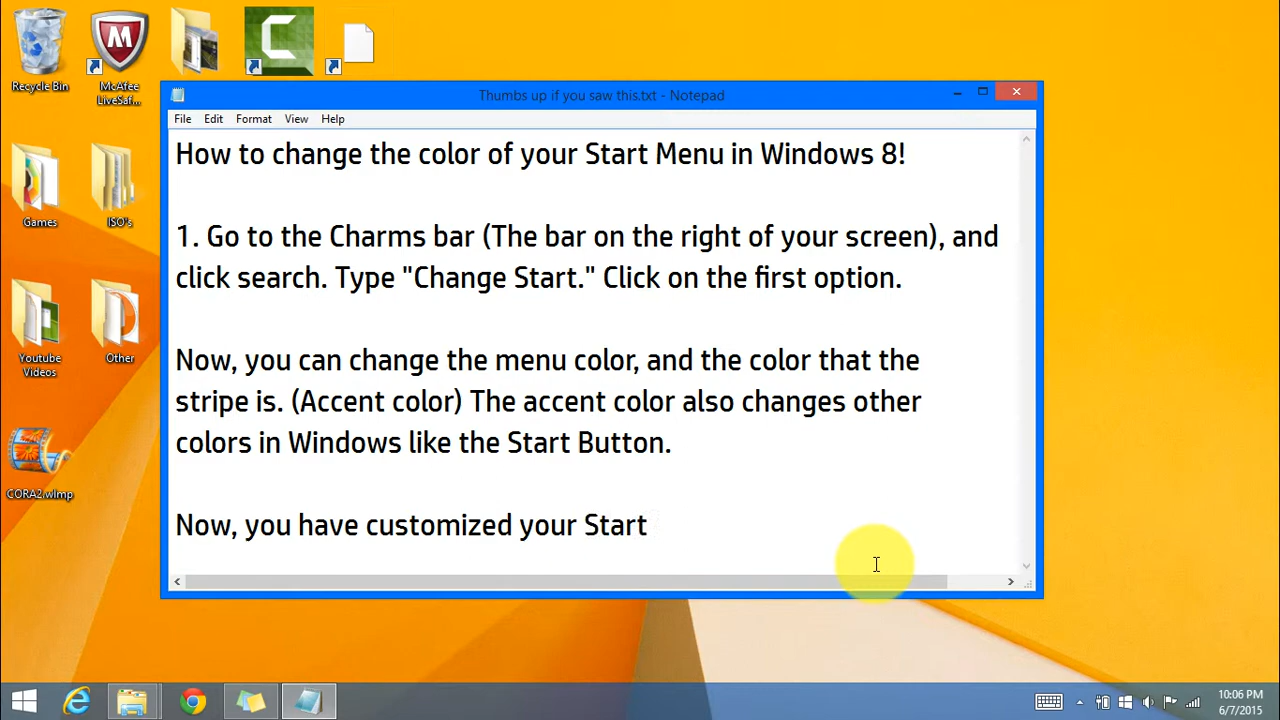 Recycle Bin
McAfee
LiveSaf...
Thumbs up if you saw this.txt - Notepad
File Edit Format View Help
How to change the color of your Start Menu in Windows 8!
1. Go to the Charms bar (The bar on the right of your screen), and
click search. Type "Change Start." Click on the first option.
Now, you can change the menu color, and the color that the
stripe is. (Accent color) The accent color also changes other
colors in Windows like the Start Button.
Now, you have customized your Start
Games
ISO's
Youtube
Videos
Other
CORA2.wlmp
10:06 PM
6/7/2015